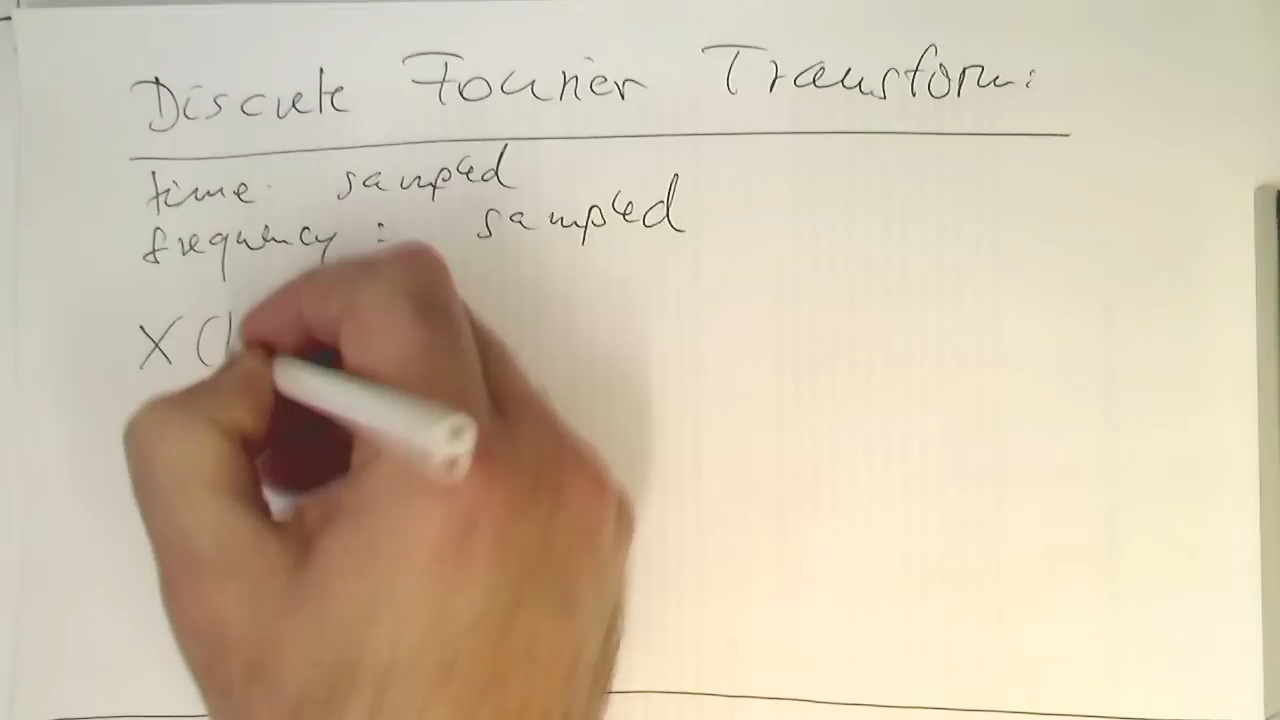 Discrete Fourier Transform:
time: sampled
frequency: sampled
X(